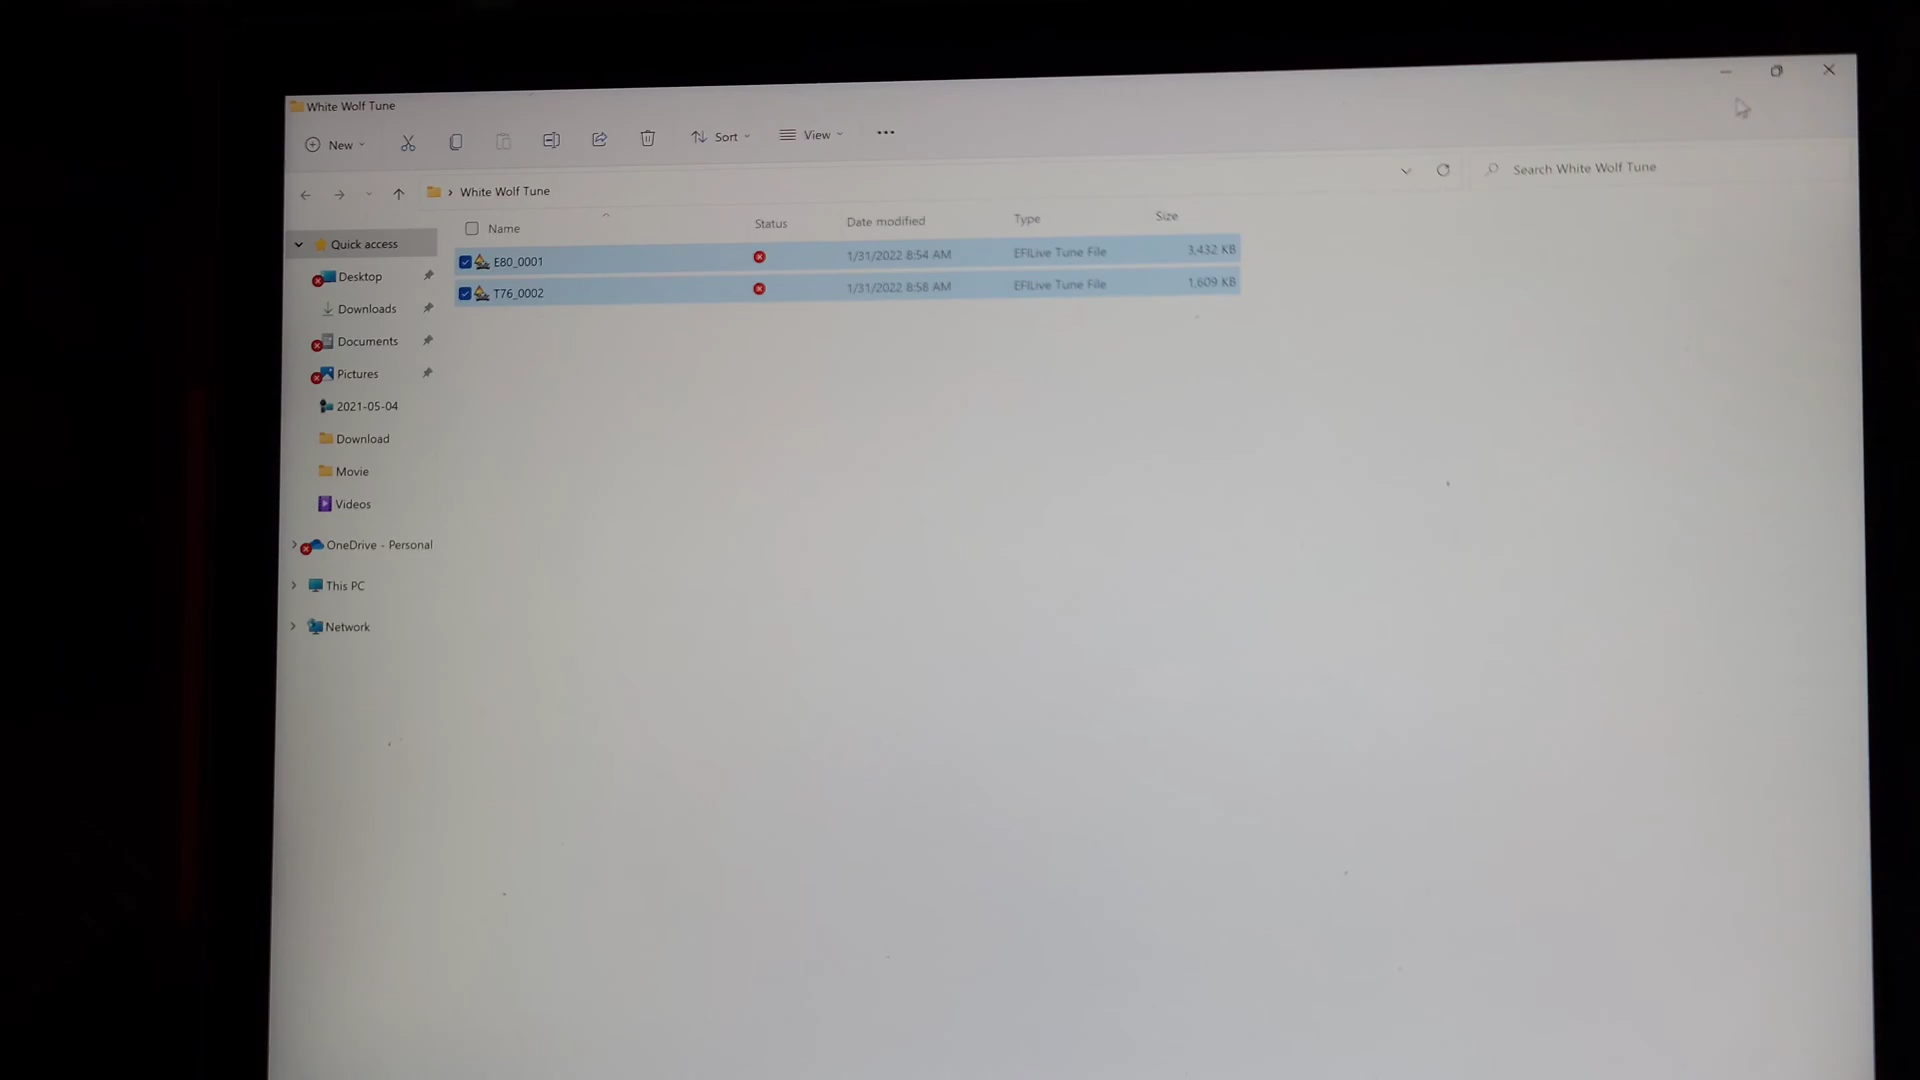 White Wolf Tune
New Sort View
White Wolf Tune Search White Wolf Tune
Name Status Date modified Type Size
E80_0001 1/31/2022 8:54 AM EFILive Tune File 3,432 KB
T76_0002 1/31/2022 8:58 AM EFILive Tune File 1,609 KB
Quick access
Desktop
Downloads
Documents
Pictures
2021-05-04
Download
Movie
Videos
OneDrive - Personal
This PC
Network